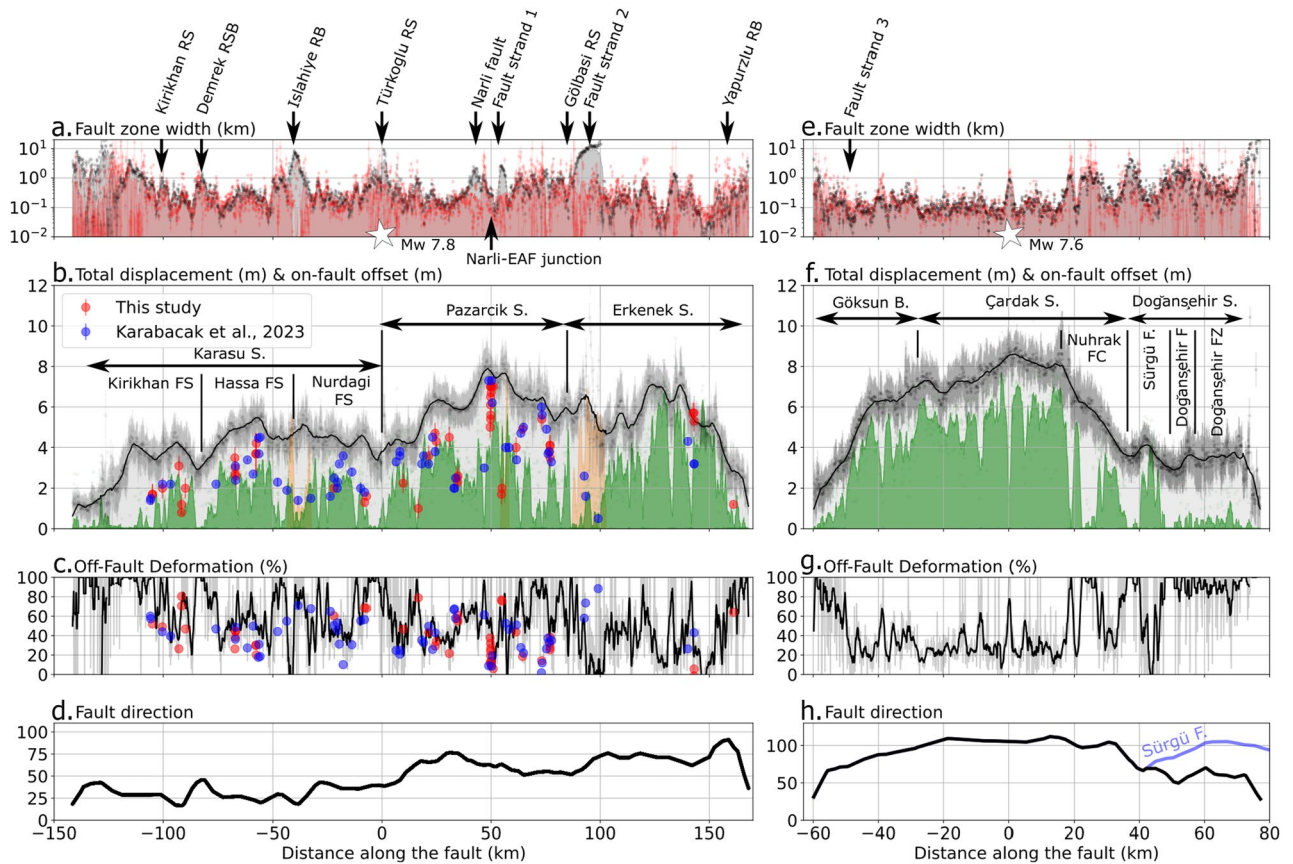 Kirikhan RS
Demrek RSB
Islahiye RB
Türkoglu RS
Narli fault
Fault strand 1
Gölbasi RS
Fault strand 2
Yapurzlu RB
Fault strand 3
a. Fault zone width (km)
10¹
10⁰
10⁻¹
10⁻²
Mw 7.8
Narli-EAF junction
e. Fault zone width (km)
10¹
10⁰
10⁻¹
10⁻²
Mw 7.6
b. Total displacement (m) & on-fault offset (m)
12
10
8
6
4
2
0
This study
Karabacak et al., 2023
Karasu S.
Kirikhan FS
Hassa FS
Nurdagi
FS
Pazarcik S.
Erkenek S.
f. Total displacement (m) & on-fault offset (m)
12
10
8
6
4
2
0
Göksun B.
Çardak S.
Doganşehir S.
Nuhrak
FC
Sürgü F.
Doganşehir F
Doganşehir FZ
c. Off-Fault Deformation (%)
100
80
60
40
20
0
g. Off-Fault Deformation (%)
100
80
60
40
20
0
d. Fault direction
100
75
50
25
0
−150
−100
−50
0
50
100
150
Distance along the fault (km)
h. Fault direction
100
50
0
Sürgü F.
−60
−40
−20
0
20
40
60
80
Distance along the fault (km)